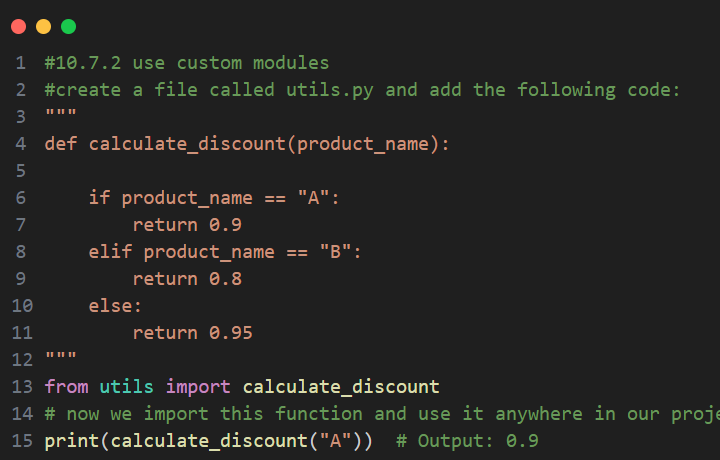 1 #10.7.2 use custom modules
2 #create a file called utils.py and add the following code:
3 """
4 def calculate_discount(product_name):
5
6     if product_name == "A":
7         return 0.9
8     elif product_name == "B":
9         return 0.8
10     else:
11         return 0.95
12 """
13 from utils import calculate_discount
14 # now we import this function and use it anywhere in our proje
15 print(calculate_discount("A"))  # Output: 0.9